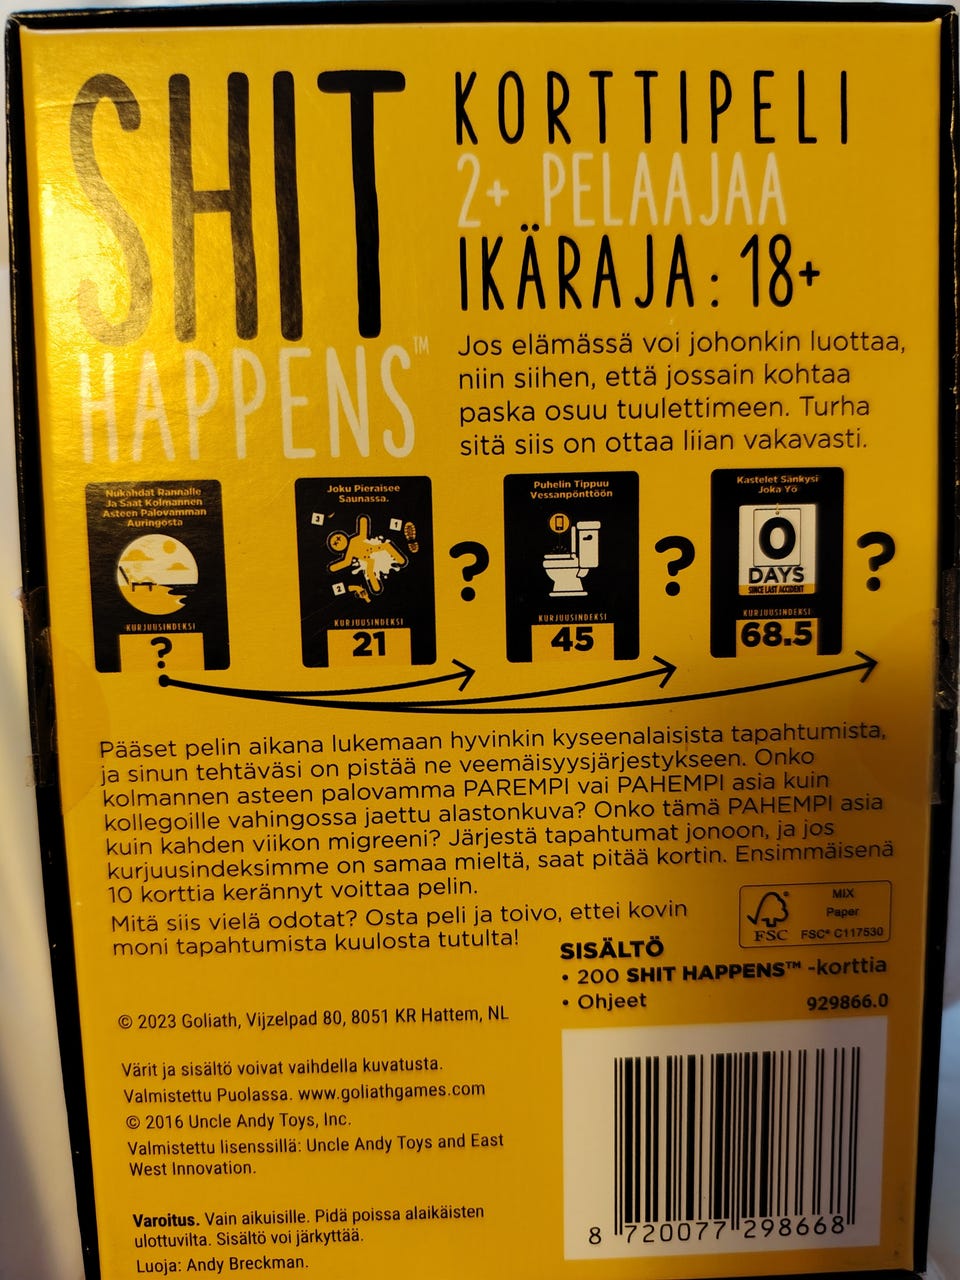 SHIT
HAPPENS™
KORTTIPELI
2+ PELAAJAA
IKÄRAJA: 18+
Jos elämässä voi johonkin luottaa,
niin siihen, että jossain kohtaa
paska osuu tuulettimeen. Turha
sitä siis on ottaa liian vakavasti.
Nukahdat Rannalle
Ja Saat Kolmannen
Asteen Palovamman
Auringosta
KURJUUSINDEKSI
?
Joku Pieraisee
Saunassa.
3
1
2
KURJUUSINDEKSI
21
?
Puhelin Tippuu
Vessanpönttöön
KURJUUSINDEKSI
45
?
Kastelet Sänkysi
Joka Yö
0
DAYS
SINCE LAST ACCIDENT
KURJUUSINDEKSI
68.5
?
Pääset pelin aikana lukemaan hyvinkin kyseenalaisista tapahtumista,
ja sinun tehtäväsi on pistää ne veemäisyysjärjestykseen. Onko
kolmannen asteen palovamma PAREMPI vai PAHEMPI asia kuin
kollegoille vahingossa jaettu alastonkuva? Onko tämä PAHEMPI asia
kuin kahden viikon migreeni? Järjestä tapahtumat jonoon, ja jos
kurjuusindeksimme on samaa mieltä, saat pitää kortin. Ensimmäisenä
10 korttia kerännyt voittaa pelin.
Mitä siis vielä odotat? Osta peli ja toivo, ettei kovin
moni tapahtumista kuulosta tutulta!
FSC
MIX
Paper
FSC® C117530
SISÄLTÖ
• 200 SHIT HAPPENS™ -korttia
• Ohjeet
929866.0
© 2023 Goliath, Vijzelpad 80, 8051 KR Hattem, NL
Värit ja sisältö voivat vaihdella kuvatusta.
Valmistettu Puolassa. www.goliathgames.com
© 2016 Uncle Andy Toys, Inc.
Valmistettu lisenssillä: Uncle Andy Toys and East
West Innovation.
Varoitus. Vain aikuisille. Pidä poissa alaikäisten
ulottuvilta. Sisältö voi järkyttää.
Luoja: Andy Breckman.
8 720077 298668